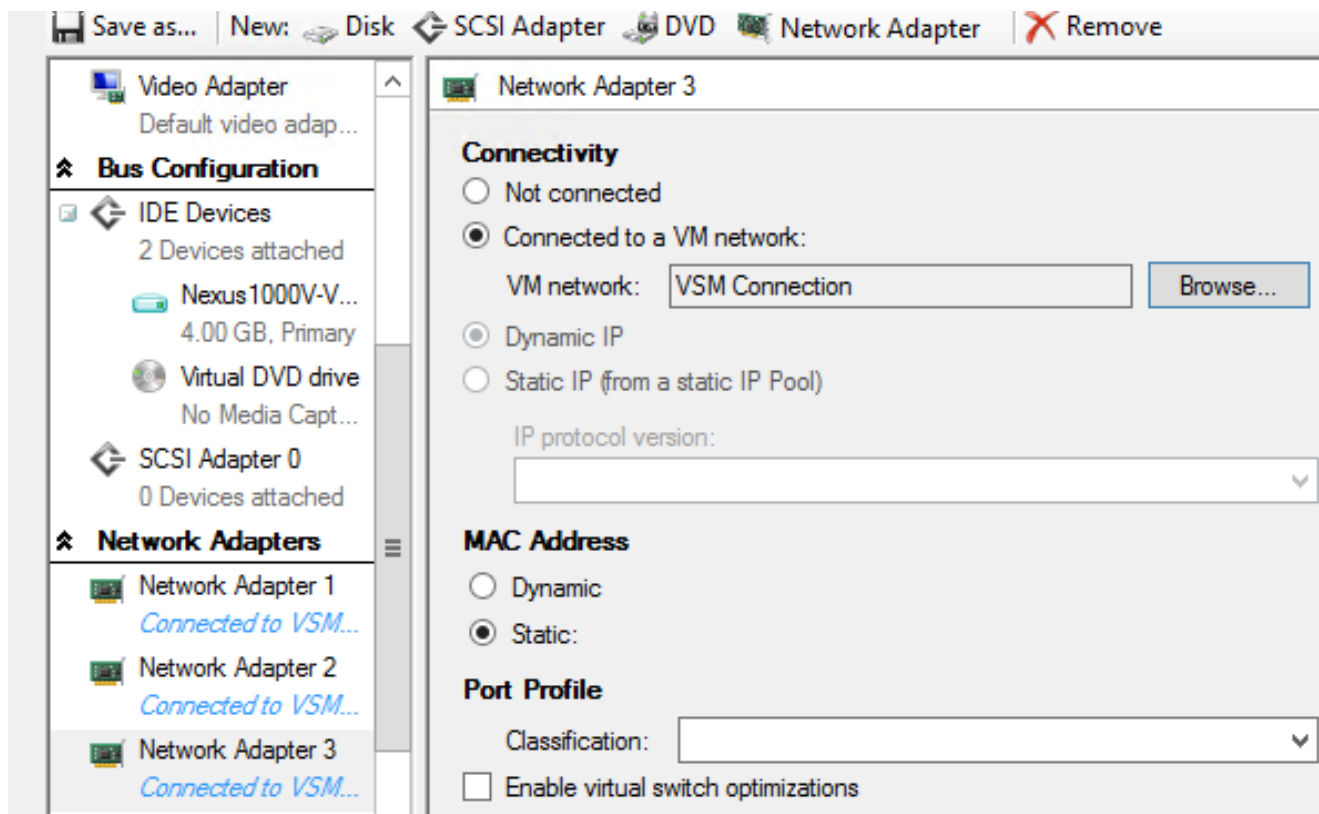 Save as... New: Disk SCSI Adapter DVD Network Adapter Remove
Video Adapter
Default video adap...
Bus Configuration
IDE Devices
2 Devices attached
Nexus1000V-V...
4.00 GB, Primary
Virtual DVD drive
No Media Capt...
SCSI Adapter 0
0 Devices attached
Network Adapters
Network Adapter 1
Connected to VSM...
Network Adapter 2
Connected to VSM...
Network Adapter 3
Connected to VSM...
Network Adapter 3
Connectivity
Not connected
Connected to a VM network:
VM network: VSM Connection Browse...
Dynamic IP
Static IP (from a static IP Pool)
IP protocol version:
MAC Address
Dynamic
Static:
Port Profile
Classification:
Enable virtual switch optimizations